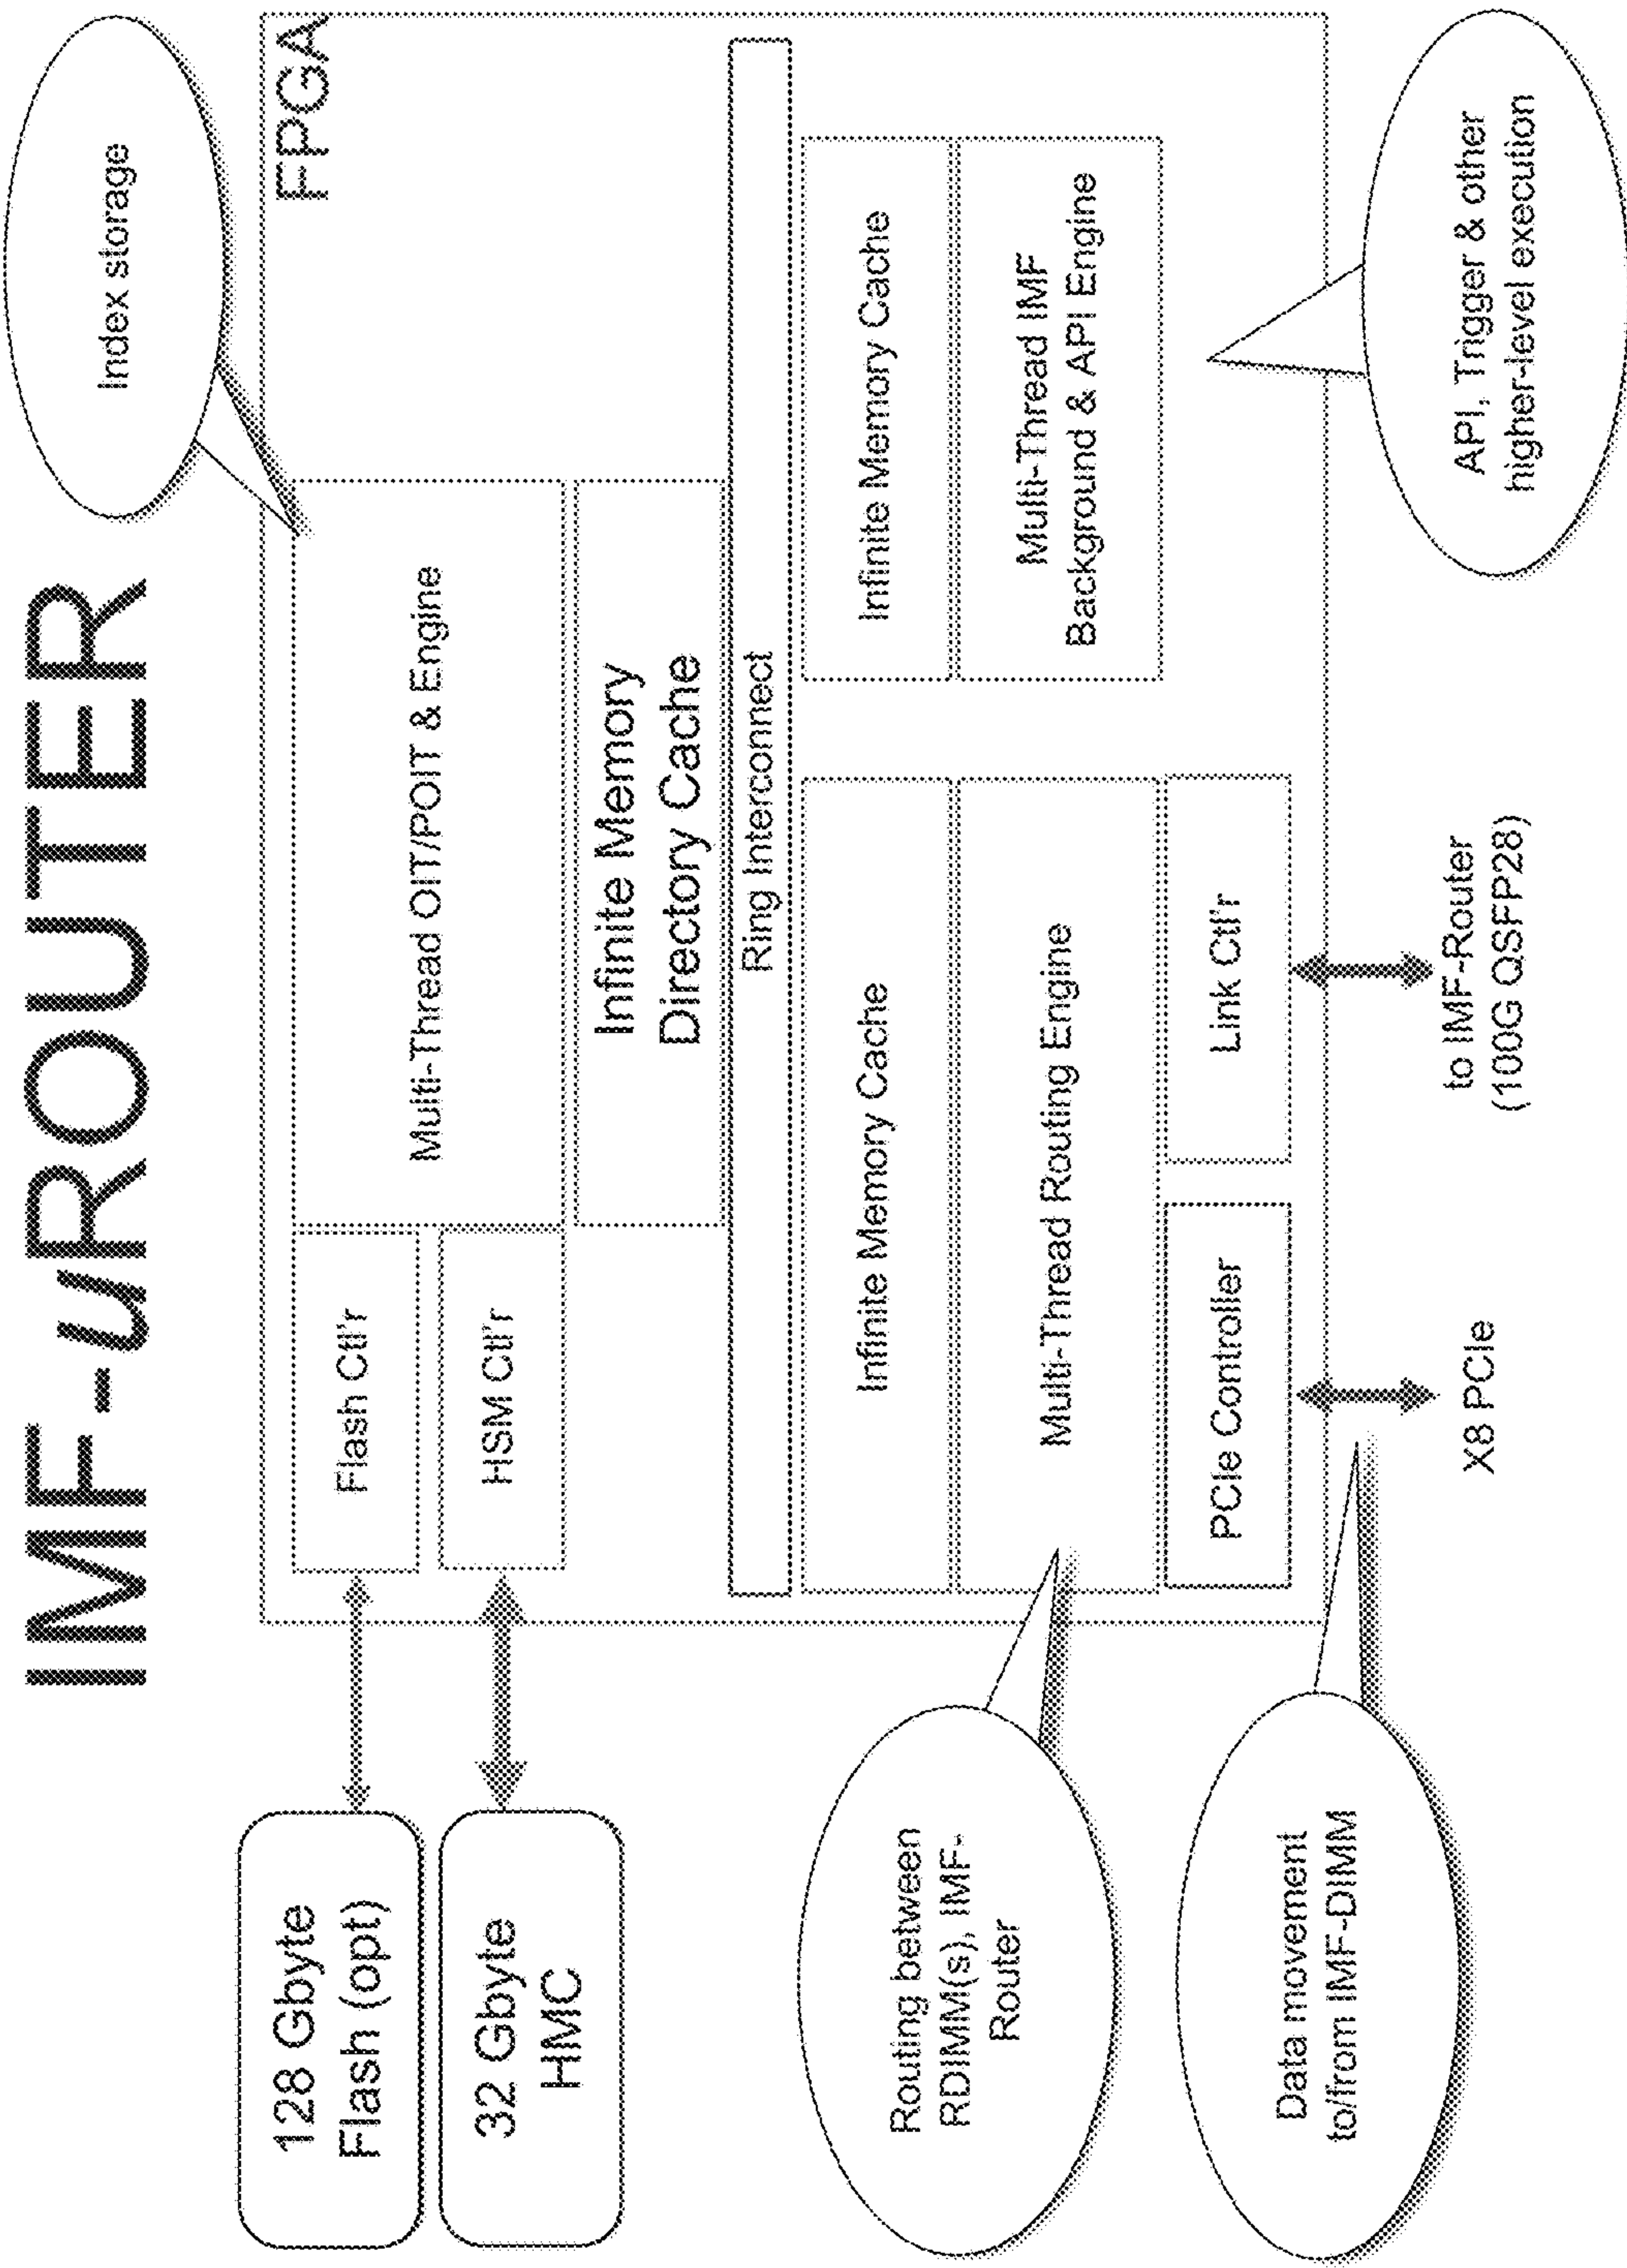 IMF-uROUTER
Index storage
FPGA
128 Gbyte
Flash (opt)
Flash Ctl'r
Multi-Thread OIT/POIT & Engine
32 Gbyte
HMC
HSM Ctl'r
Infinite Memory
Directory Cache
Ring Interconnect
Infinite Memory Cache
Infinite Memory Cache
Routing between
RDIMM(s), IMF-
Router
Multi-Thread Routing Engine
Multi-Thread IMF
Background & API Engine
PCIe Controller
Link Ctl'r
Data movement
to/from IMF-DIMM
X8 PCIe
to IMF-Router
(100G QSFP28)
API, Trigger & other
higher-level execution